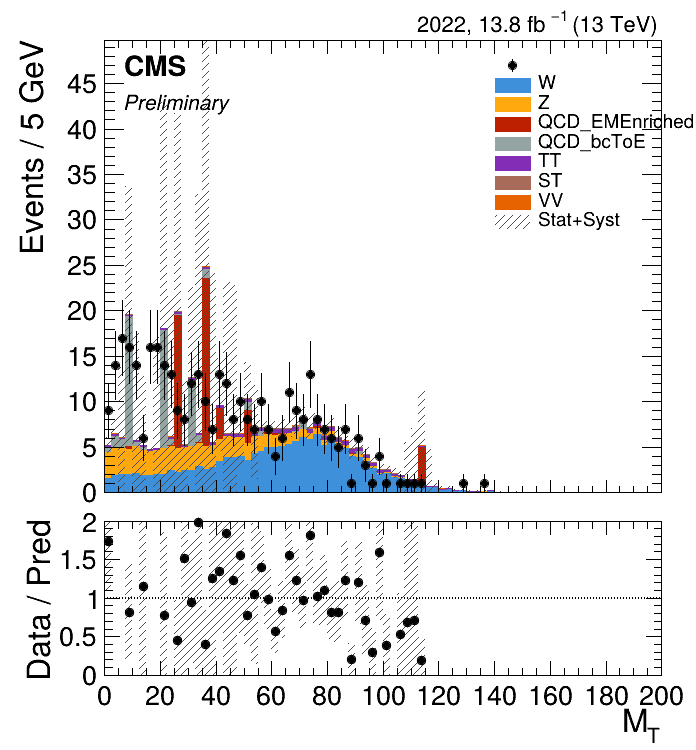 2022, 13.8 fb⁻¹ (13 TeV)
CMS
Preliminary
Events / 5 GeV
45
40
35
30
25
20
15
10
5
0
W
Z
QCD_EMEnriched
QCD_bcToE
TT
ST
VV
Stat+Syst
Data / Pred
2
1.5
1
0.5
0
0 20 40 60 80 100 120 140 160 180 200
M_T